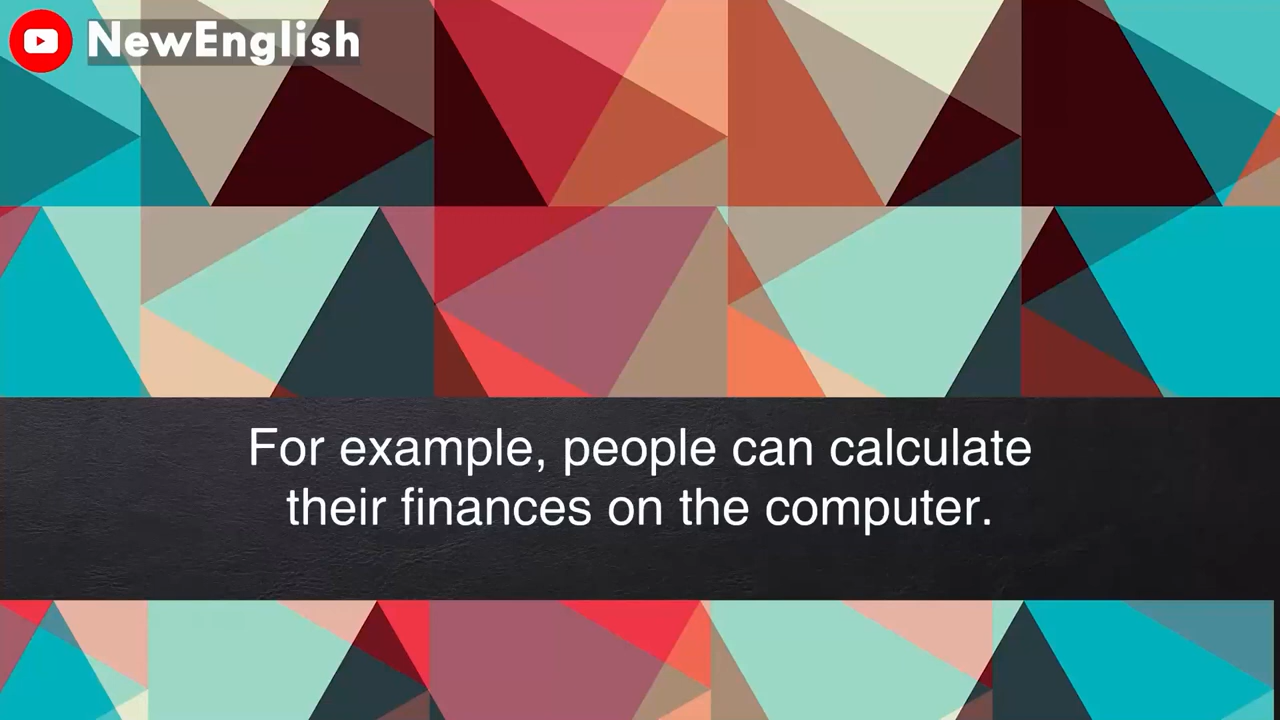 NewEnglish
For example, people can calculate
their finances on the computer.